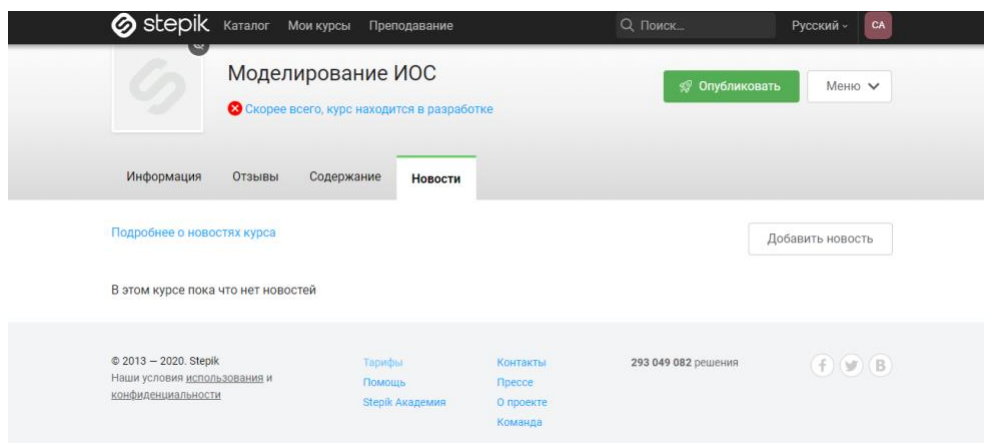 stepik Каталог Мои курсы Преподавание Поиск... Русский СА
Моделирование ИОС
Опубликовать Меню
Скорее всего, курс находится в разработке
Информация Отзывы Содержание Новости
Подробнее о новостях курса
Добавить новость
В этом курсе пока что нет новостей
© 2013 — 2020. Stepik Тарифы Контакты 293 049 082 решения
Наши условия использования и Помощь Прессе
конфиденциальности Stepik Академия О проекте
Команда